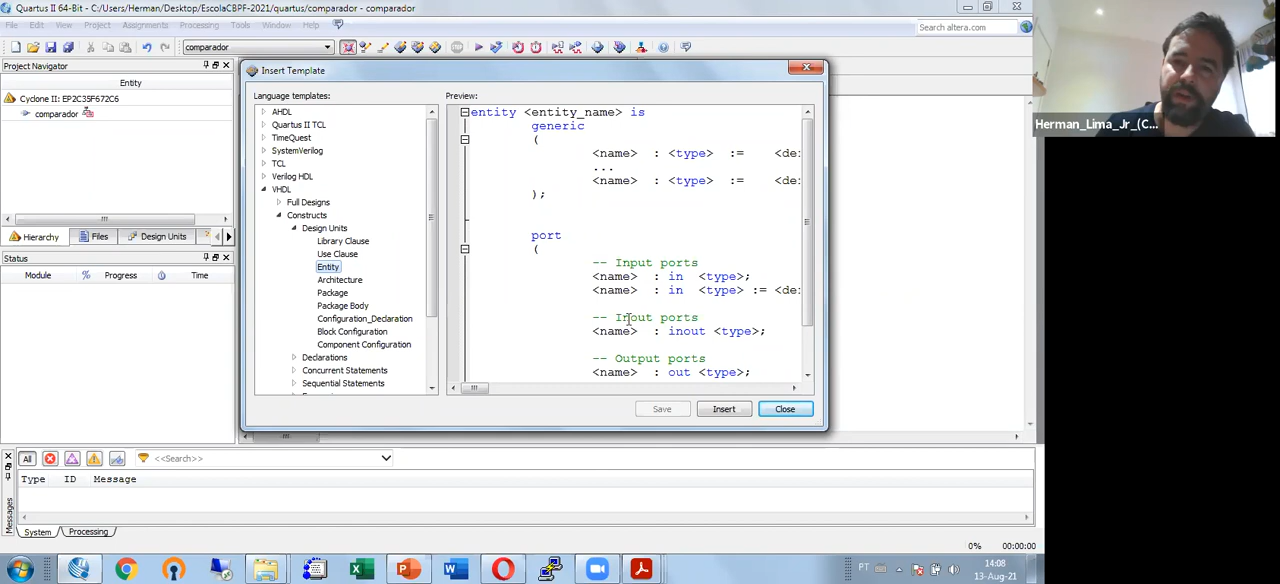 Quartus II 64-Bit - C:/Users/Herman/Desktop/EscolaCBPF-2021/quartus/comparador - comparador
File Edit View Project Assignments Processing Tools Window Help
Search altera.com
comparador
Project Navigator
Entity
Cyclone II: EP2C35F672C6
comparador
Hierarchy Files Design Units
Status
Module % Progress Time
Insert Template
Language templates:
AHDL
Quartus II TCL
TimeQuest
SystemVerilog
TCL
Verilog HDL
VHDL
Full Designs
Constructs
Design Units
Library Clause
Use Clause
Entity
Architecture
Package
Package Body
Configuration_Declaration
Block Configuration
Component Configuration
Declarations
Concurrent Statements
Sequential Statements
Preview:
entity <entity_name> is
generic
(
<name> : <type> := <de
...
<name> : <type> := <de
);
port
(
-- Input ports
<name> : in <type>;
<name> : in <type> := <de
-- Inout ports
<name> : inout <type>;
-- Output ports
<name> : out <type>;
Save Insert Close
Herman_Lima_Jr_(C...
All <<Search>>
Type ID Message
Messages
System Processing
0% 00:00:00
PT 14:08
13-Aug-21